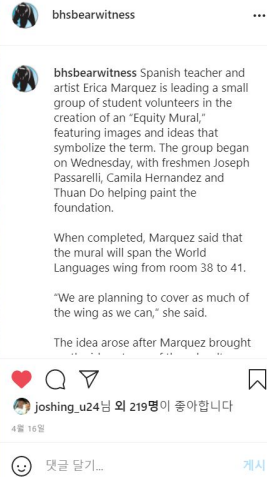 bhsbearwitness
bhsbearwitness Spanish teacher and
artist Erica Marquez is leading a small
group of student volunteers in the
creation of an “Equity Mural,”
featuring images and ideas that
symbolize the term. The group began
on Wednesday, with freshmen Joseph
Passarelli, Camila Hernandez and
Thuan Do helping paint the
foundation.
When completed, Marquez said that
the mural will span the World
Languages wing from room 38 to 41.
“We are planning to cover as much of
the wing as we can,” she said.
The idea arose after Marquez brought
joshing_u24님 외 219명이 좋아합니다
4월 16일
댓글 달기...
게시